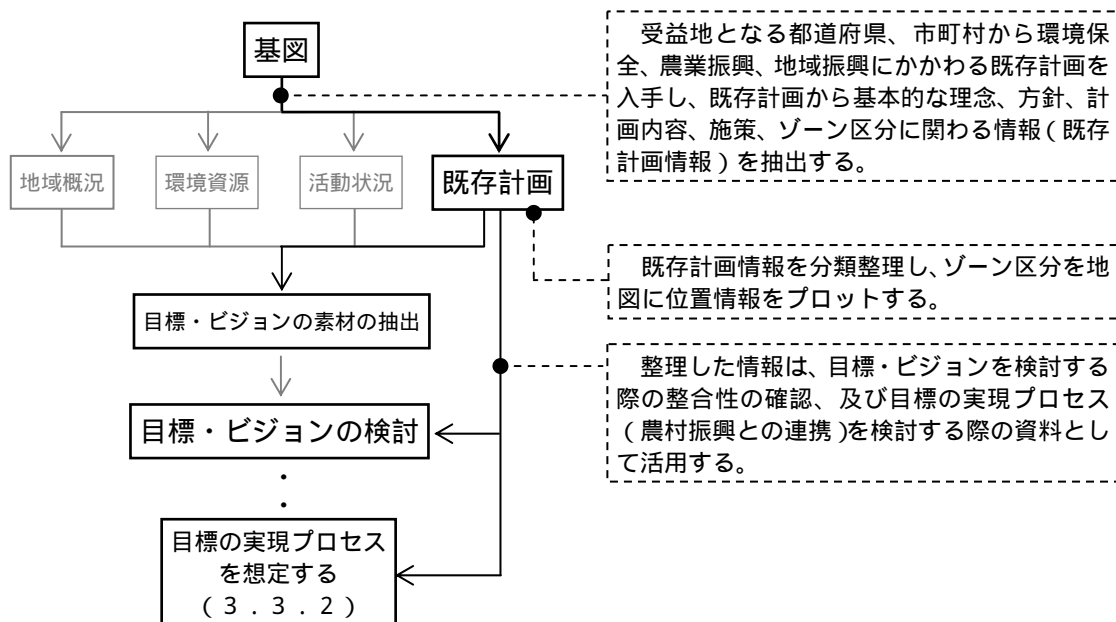 基図
受益地となる都道府県、市町村から環境保
全、農業振興、地域振興にかかわる既存計画を
入手し、既存計画から基本的な理念、方針、計
画内容、施策、ゾーン区分に関わる情報(既存
計画情報)を抽出する。
地域概況
環境資源
活動状況
既存計画
既存計画情報を分類整理し、ゾーン区分を地
図に位置情報をプロットする。
目標・ビジョンの素材の抽出
整理した情報は、目標・ビジョンを検討する
際の整合性の確認、及び目標の実現プロセス
(農村振興との連携)を検討する際の資料とし
て活用する。
目標・ビジョンの検討
・
・
目標の実現プロセス
を想定する
(3.3.2)